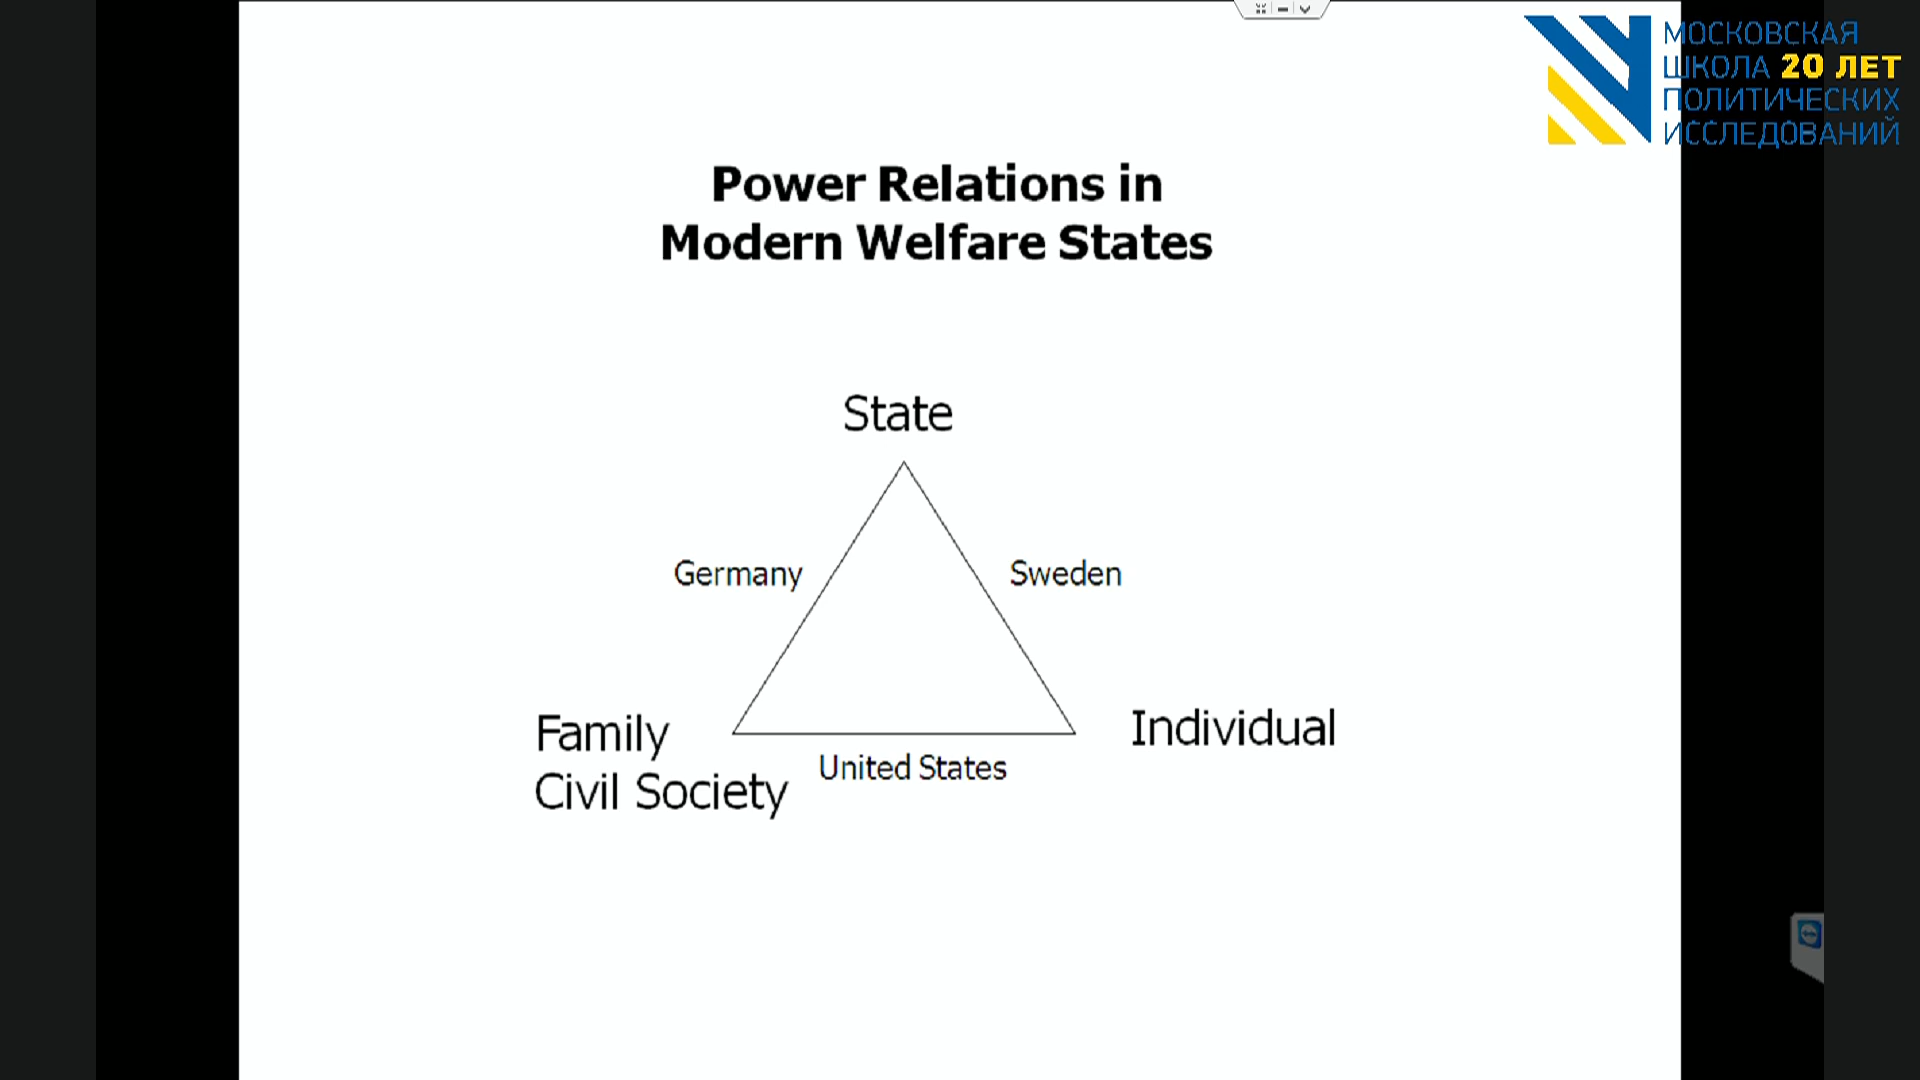 МОСКОВСКАЯ
ШКОЛА 20 ЛЕТ
ПОЛИТИЧЕСКИХ
ИССЛЕДОВАНИЙ
Power Relations in
Modern Welfare States
State
Germany
Sweden
Family
Civil Society
Individual
United States